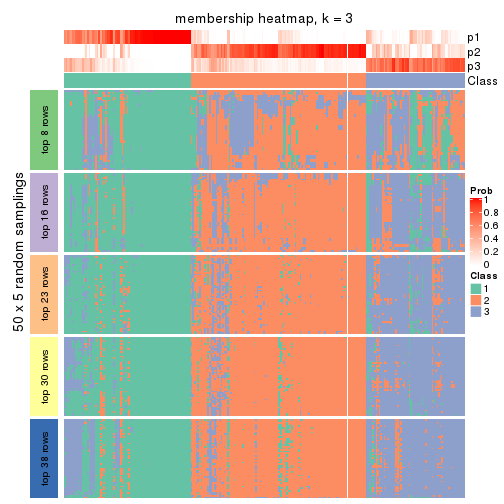 membership heatmap, k = 3
p1
p2
p3
Class
50 x 5 random samplings
top 8 rows
top 16 rows
top 23 rows
top 30 rows
top 38 rows
Prob
1
0.8
0.6
0.4
0.2
0
Class
1
2
3